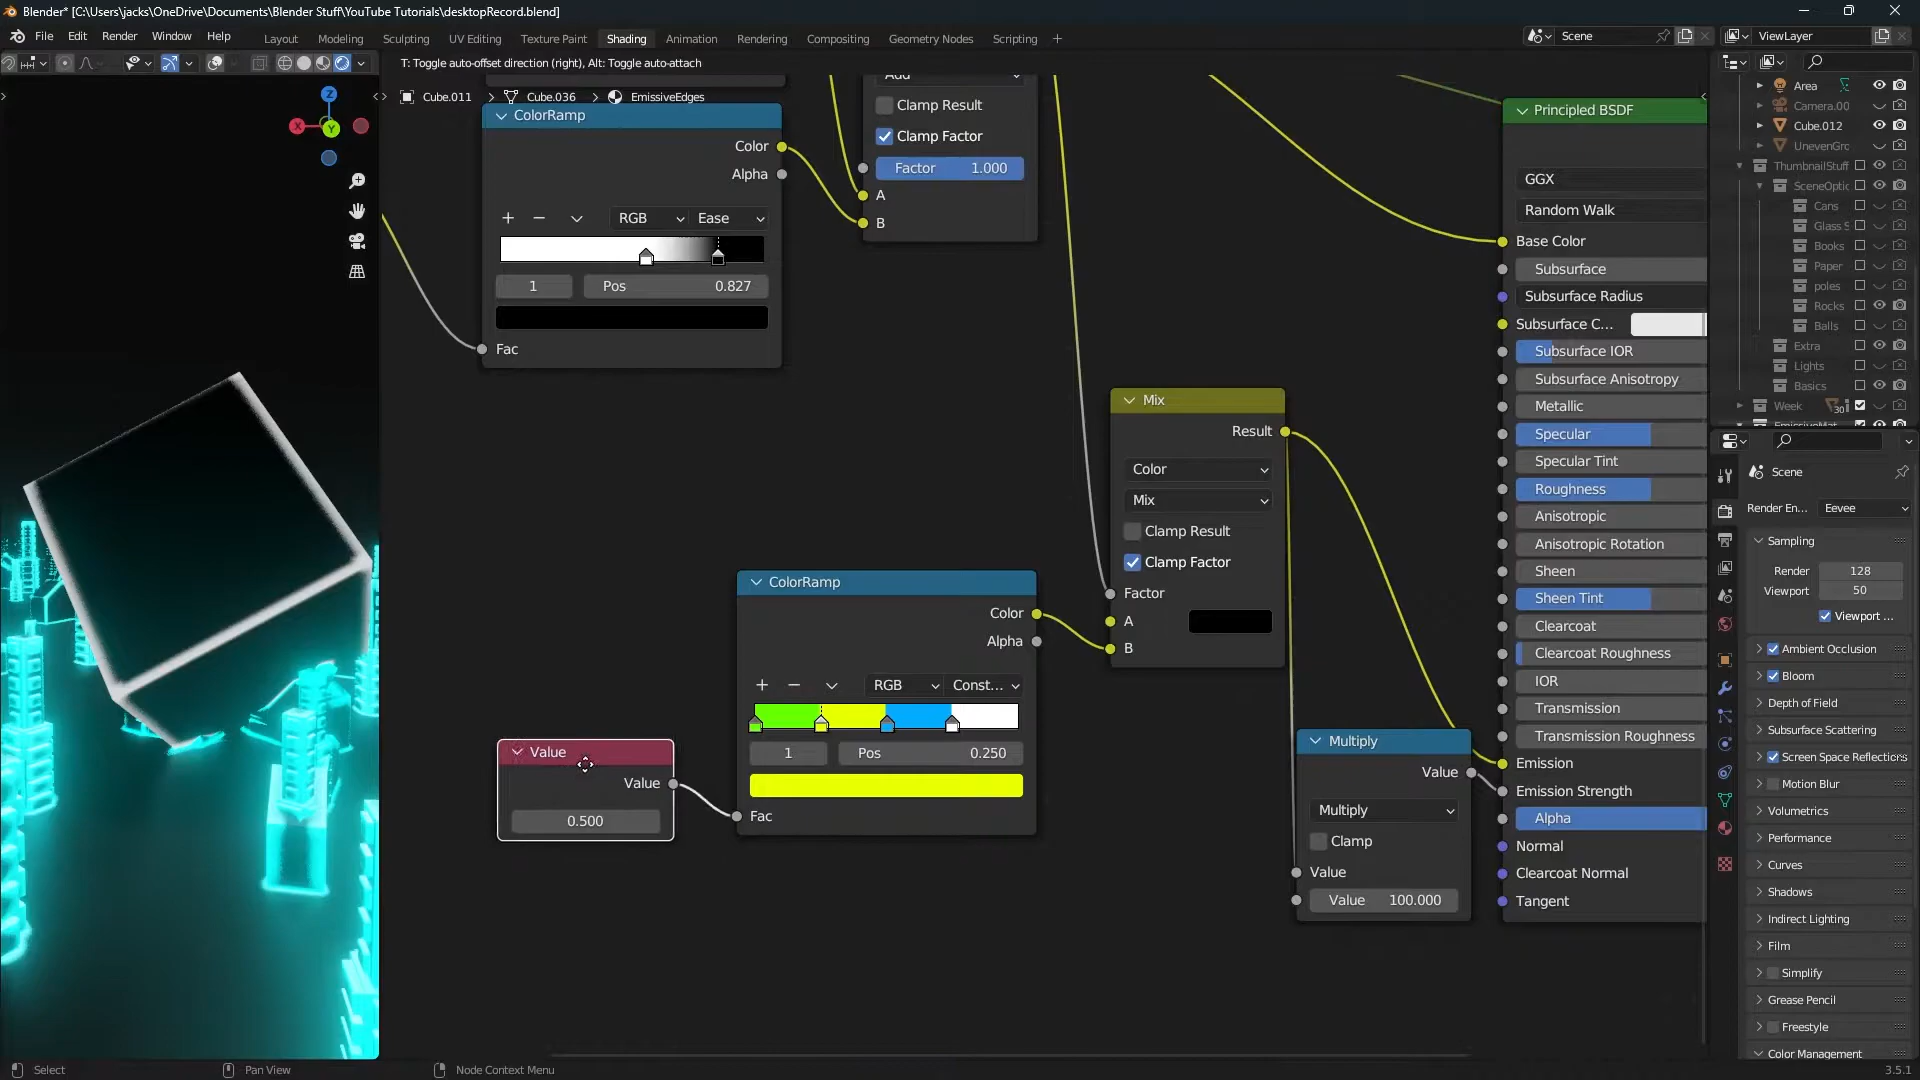 Blender* [C:\Users\jacks\OneDrive\Documents\Blender Stuff\YouTube Tutorials\desktopRecord.blend]
File Edit Render Window Help Layout Modeling Sculpting UV Editing Texture Paint Shading Animation Rendering Compositing Geometry Nodes Scripting + Scene ViewLayer
T: Toggle auto-offset direction (right), Alt: Toggle auto-attach
Cube.011 > Cube.036 > EmissiveEdges
Z
X
Y
ColorRamp
Color
Alpha
RGB Ease
1 Pos 0.827
Fac
Add
Clamp Result
Clamp Factor
Factor 1.000
A
B
Mix
Result
Color
Mix
Clamp Result
Clamp Factor
Factor
A
B
ColorRamp
Color
Alpha
RGB Const...
1 Pos 0.250
Fac
Value
Value
0.500
Multiply
Value
Multiply
Clamp
Value
Value 100.000
Principled BSDF
GGX
Random Walk
Base Color
Subsurface
Subsurface Radius
Subsurface C...
Subsurface IOR
Subsurface Anisotropy
Metallic
Specular
Specular Tint
Roughness
Anisotropic
Anisotropic Rotation
Sheen
Sheen Tint
Clearcoat
Clearcoat Roughness
IOR
Transmission
Transmission Roughness
Emission
Emission Strength
Alpha
Normal
Clearcoat Normal
Tangent
Area
Camera.00
Cube.012
UnevenGro
ThumbnailStuff
SceneOptic
Cans
Glass S
Books
Paper
poles
Rocks
Balls
Extra
Lights
Basics
Week 30
Scene
Render En... Eevee
Sampling
Render 128
Viewport 50
Viewport ...
Ambient Occlusion
Bloom
Depth of Field
Subsurface Scattering
Screen Space Reflections
Motion Blur
Volumetrics
Performance
Curves
Shadows
Indirect Lighting
Film
Simplify
Grease Pencil
Freestyle
Color Management
Select Pan View Node Context Menu 3.5.1